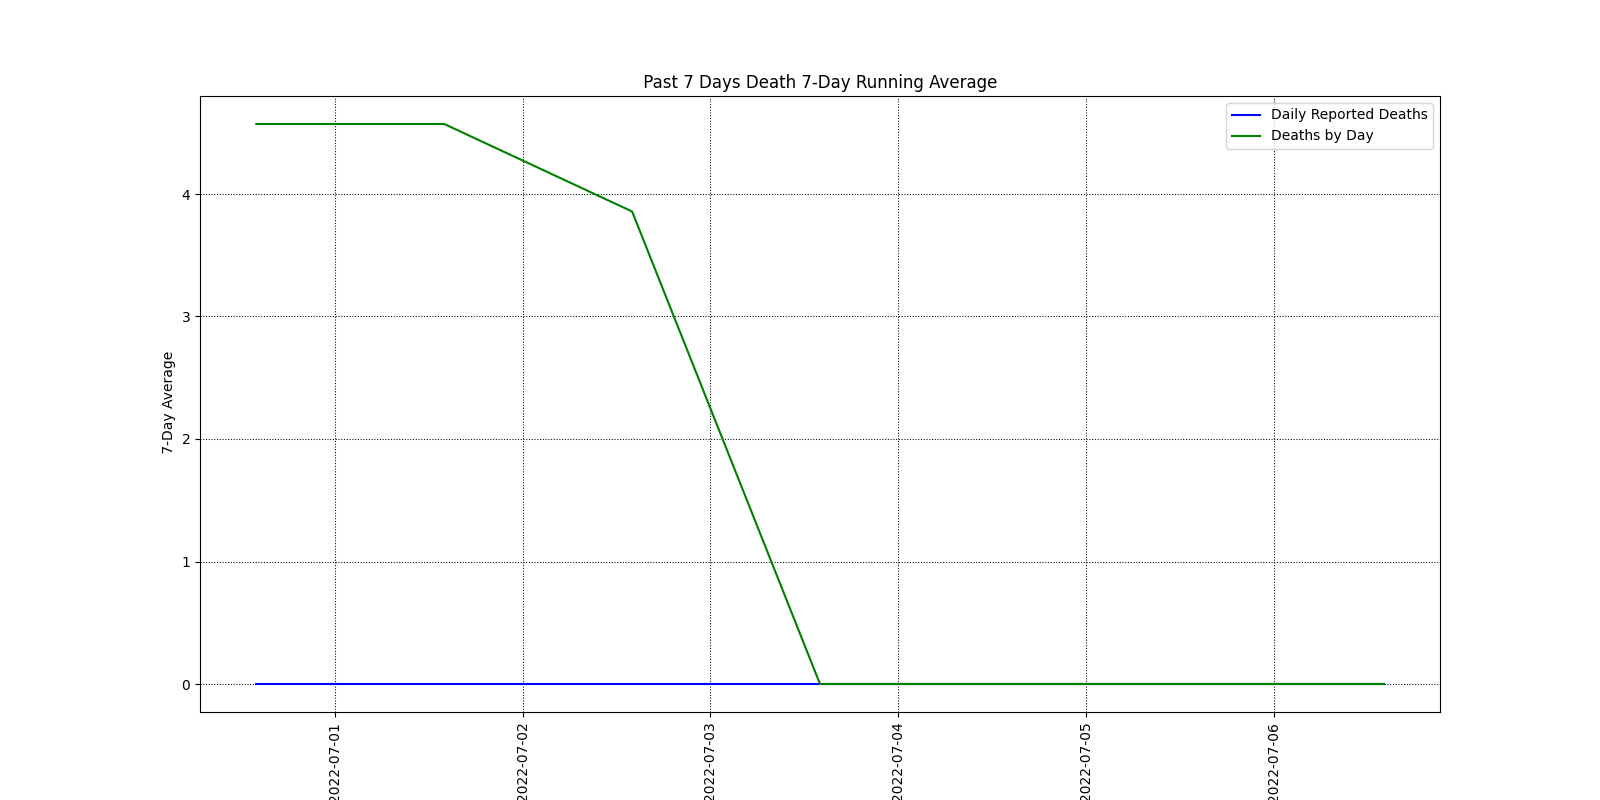 Past 7 Days Death 7-Day Running Average
Daily Reported Deaths
Deaths by Day
7-Day Average
4
3
2
1
0
2022-07-01
2022-07-02
2022-07-03
2022-07-04
2022-07-05
2022-07-06